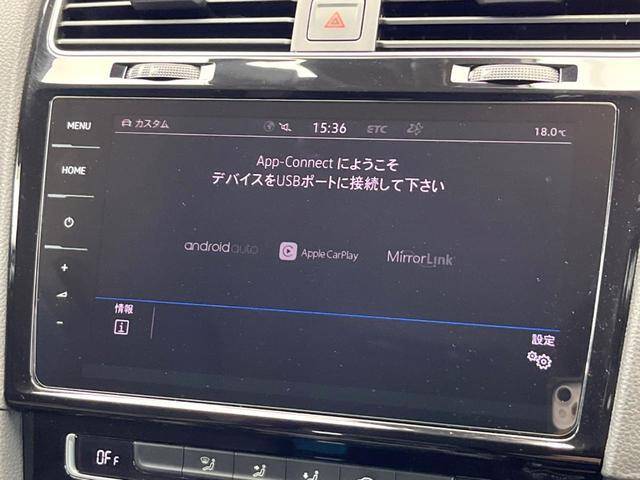 MENU
カスタム
15:36
ETC
18.0℃
HOME
App-Connect にようこそ
デバイスをUSBポートに接続して下さい
androidauto
Apple CarPlay
MirrorLink
+
-
情報
i
設定
OFF